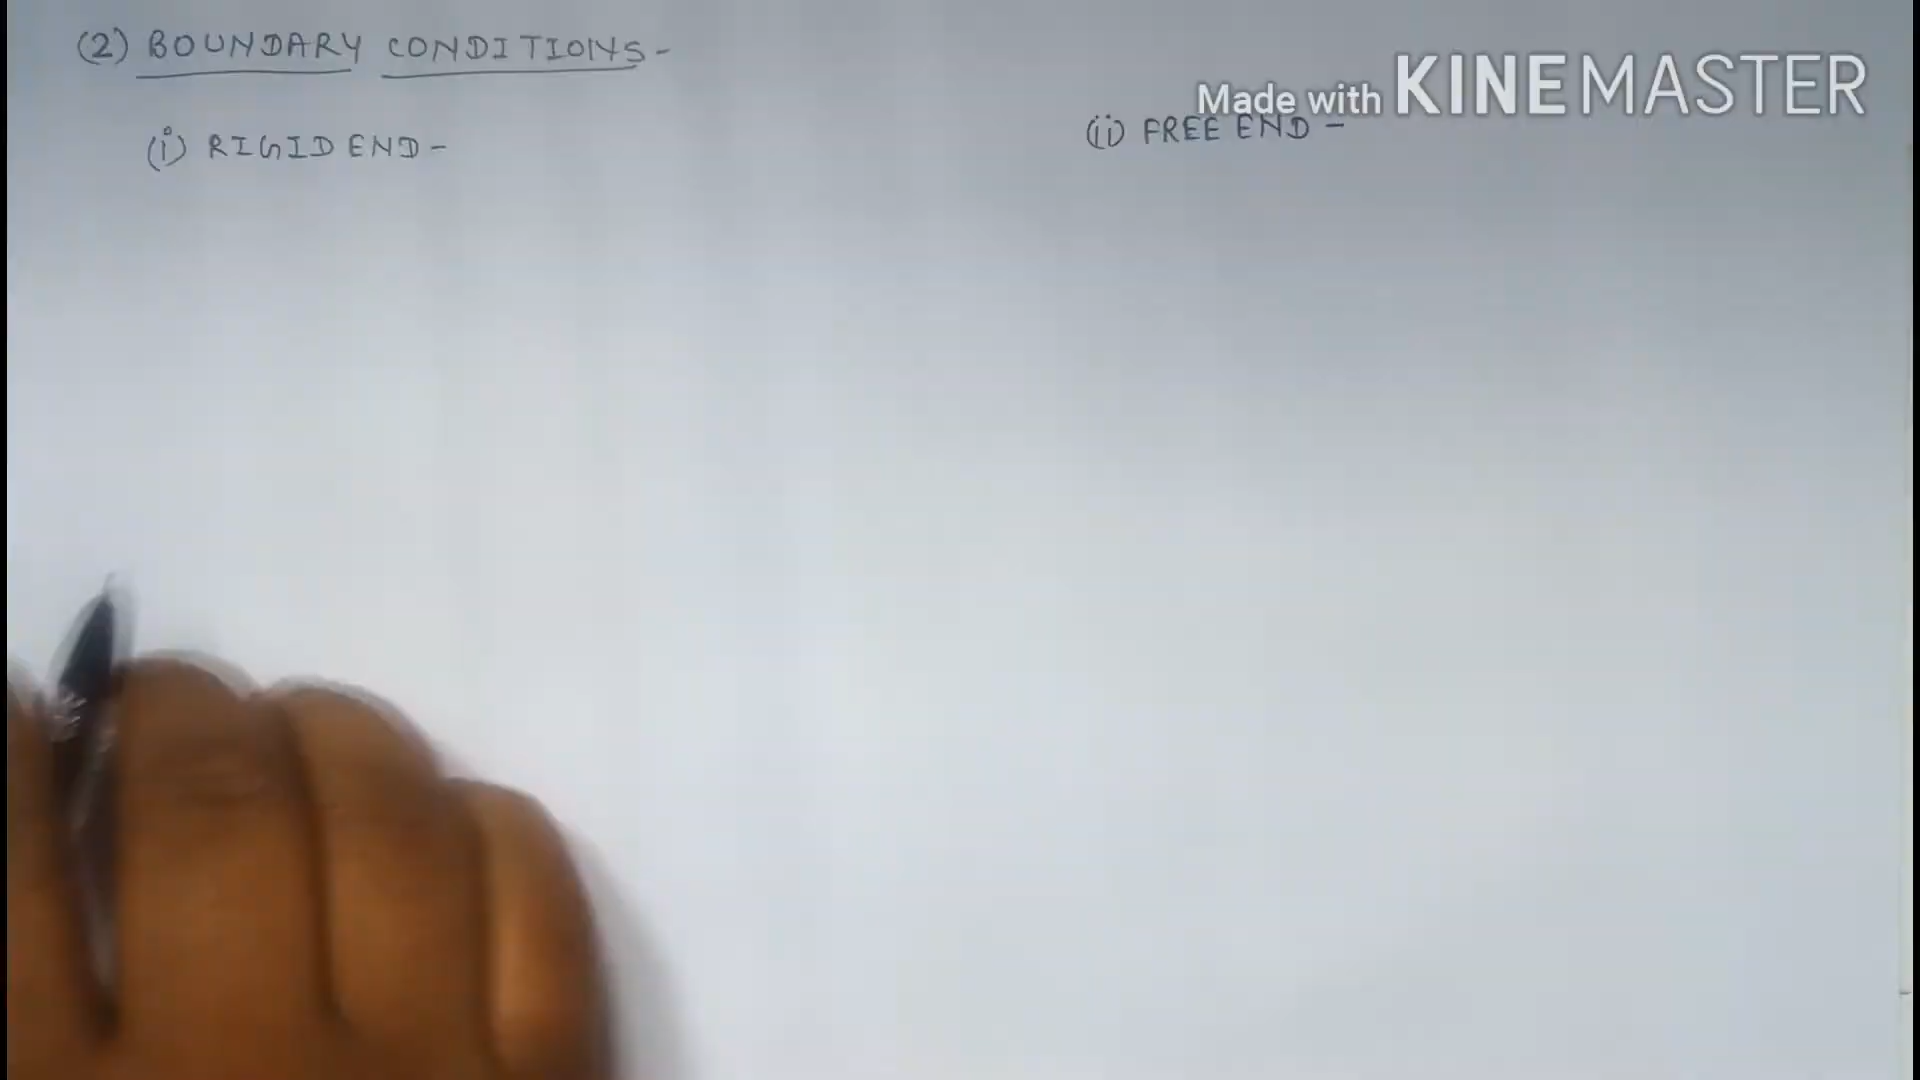 (2) BOUNDARY CONDITIONS-
Made with KINEMASTER
(i) RIGID END -
(ii) FREE END -